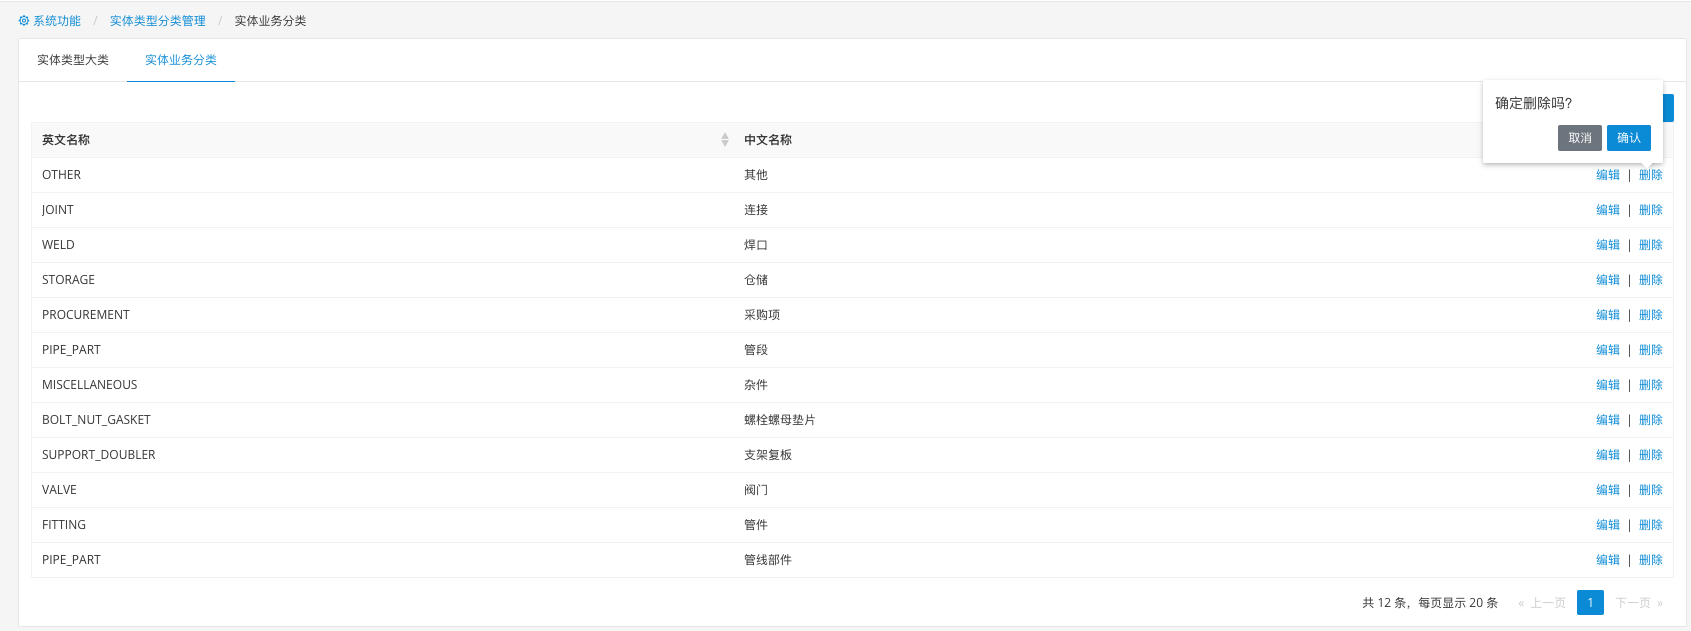 系统功能 / 实体类型分类管理 / 实体业务分类
实体类型大类 实体业务分类
确定删除吗?
取消 确认
英文名称 中文名称
OTHER 其他 编辑 | 删除
JOINT 连接 编辑 | 删除
WELD 焊口 编辑 | 删除
STORAGE 仓储 编辑 | 删除
PROCUREMENT 采购项 编辑 | 删除
PIPE_PART 管段 编辑 | 删除
MISCELLANEOUS 杂件 编辑 | 删除
BOLT_NUT_GASKET 螺栓螺母垫片 编辑 | 删除
SUPPORT_DOUBLER 支架复板 编辑 | 删除
VALVE 阀门 编辑 | 删除
FITTING 管件 编辑 | 删除
PIPE_PART 管线部件 编辑 | 删除
共 12 条，每页显示 20 条 « 上一页 1 下一页 »